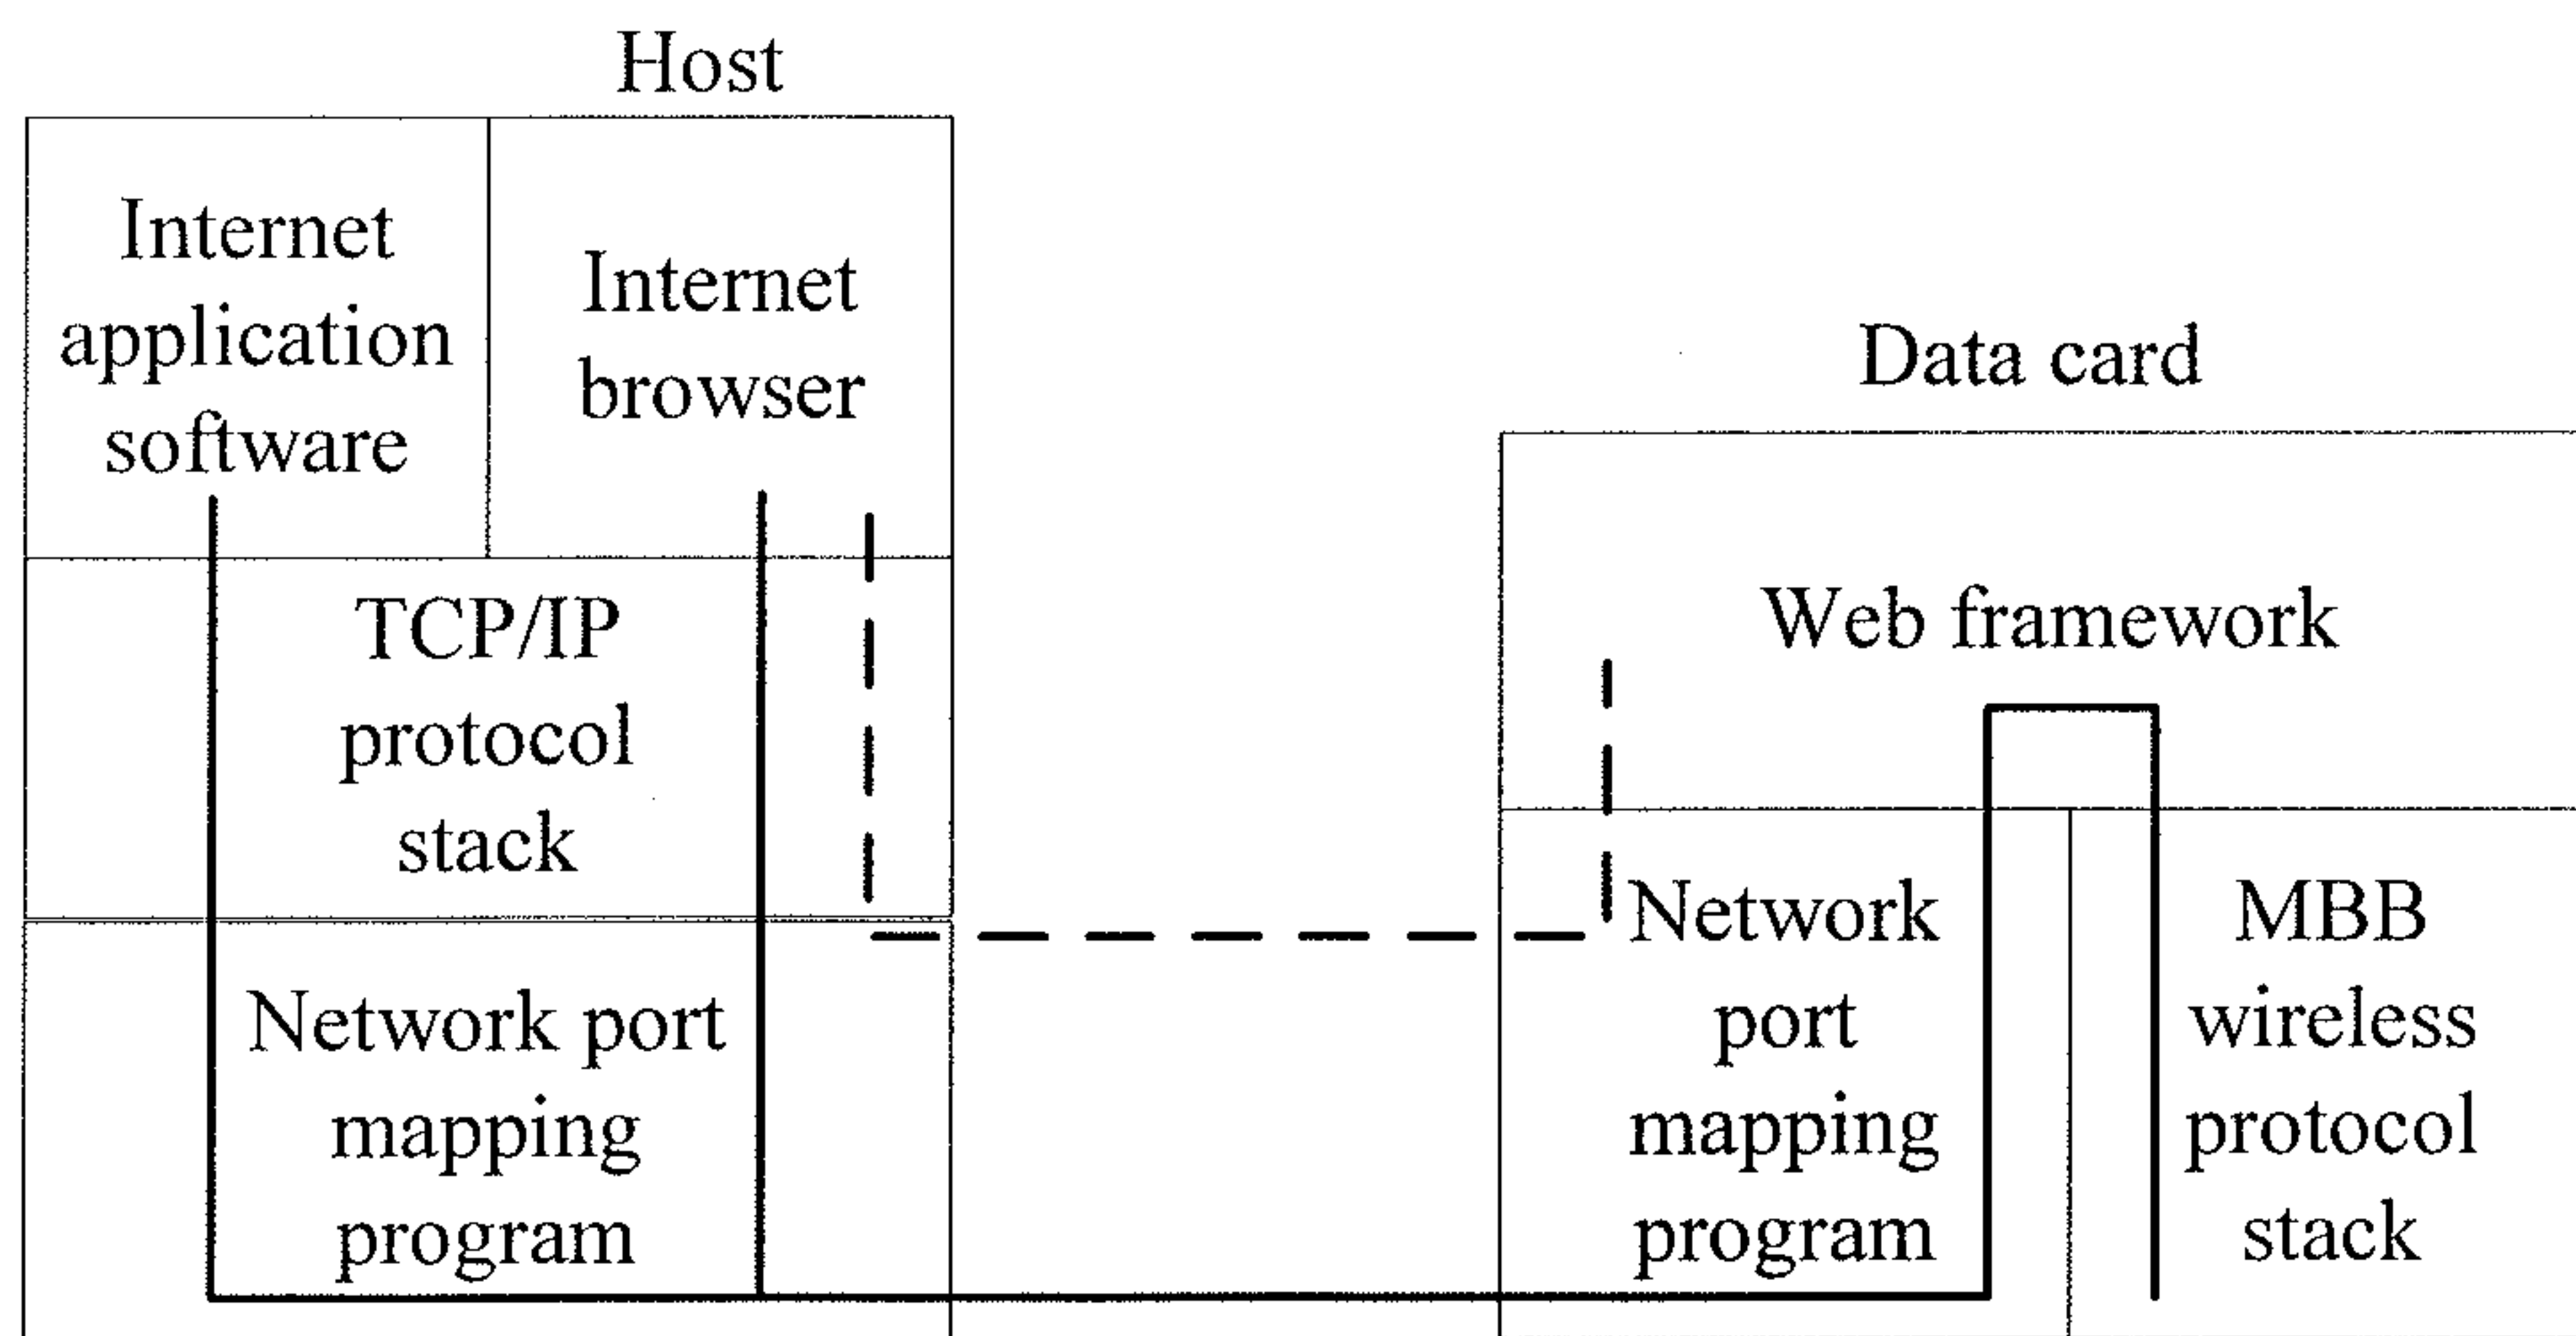 Host
Internet
application
software
Internet
browser
TCP/IP
protocol
stack
Network port
mapping
program
Data card
Web framework
Network
port
mapping
program
MBB
wireless
protocol
stack